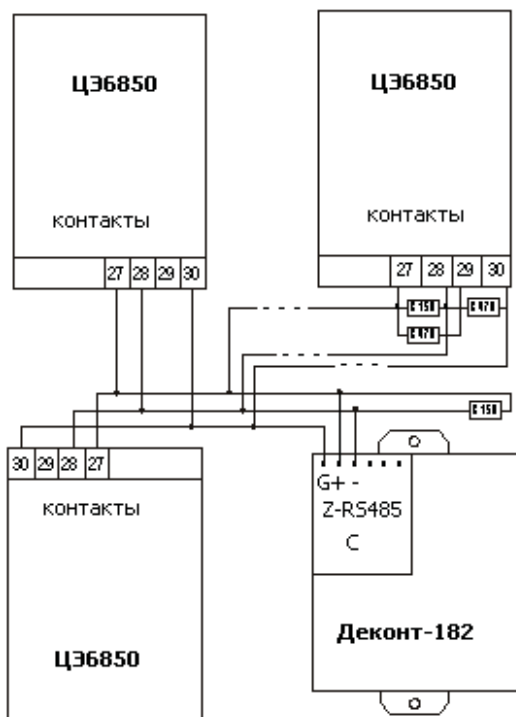 ЦЭ6850
контакты
27 28 29 30
ЦЭ6850
контакты
27 28 29 30
30 29 28 27
контакты
ЦЭ6850
G+ -
Z-RS485
C
Деконт-182